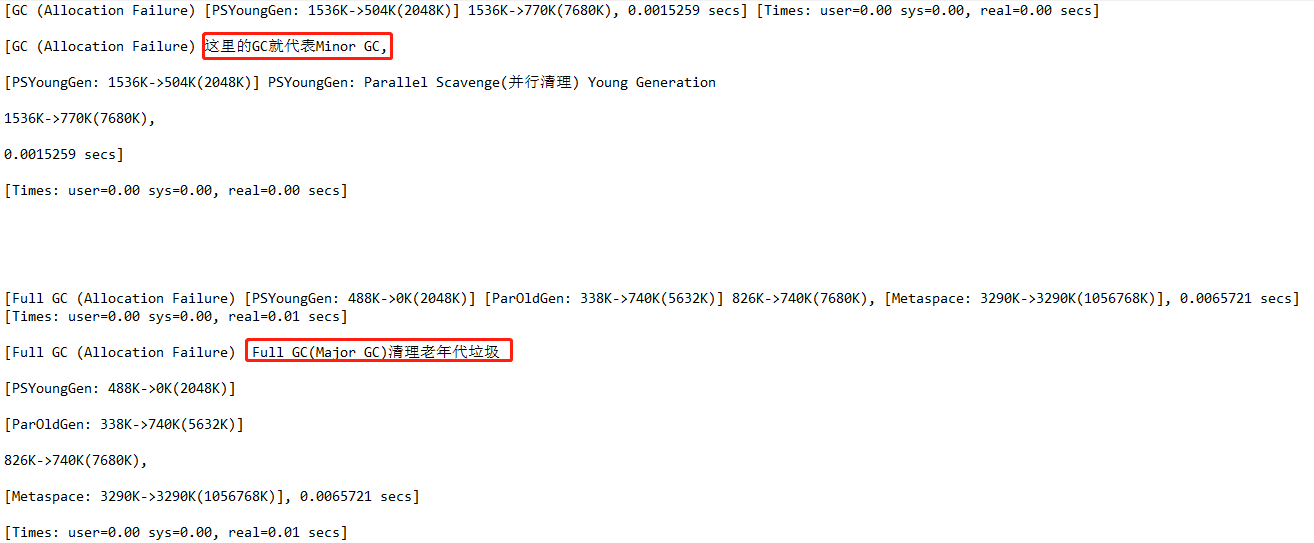 [GC (Allocation Failure) [PSYoungGen: 1536K->504K(2048K)] 1536K->770K(7680K), 0.0015259 secs] [Times: user=0.00 sys=0.00, real=0.00 secs]
[GC (Allocation Failure) 这里的GC就代表Minor GC,
[PSYoungGen: 1536K->504K(2048K)] PSYoungGen: Parallel Scavenge(并行清理) Young Generation
1536K->770K(7680K),
0.0015259 secs]
[Times: user=0.00 sys=0.00, real=0.00 secs]
[Full GC (Allocation Failure) [PSYoungGen: 488K->0K(2048K)] [ParOldGen: 338K->740K(5632K)] 826K->740K(7680K), [Metaspace: 3290K->3290K(1056768K)], 0.0065721 secs]
[Times: user=0.00 sys=0.00, real=0.01 secs]
[Full GC (Allocation Failure) Full GC(Major GC)清理老年代垃圾
[PSYoungGen: 488K->0K(2048K)]
[ParOldGen: 338K->740K(5632K)]
826K->740K(7680K),
[Metaspace: 3290K->3290K(1056768K)], 0.0065721 secs]
[Times: user=0.00 sys=0.00, real=0.01 secs]